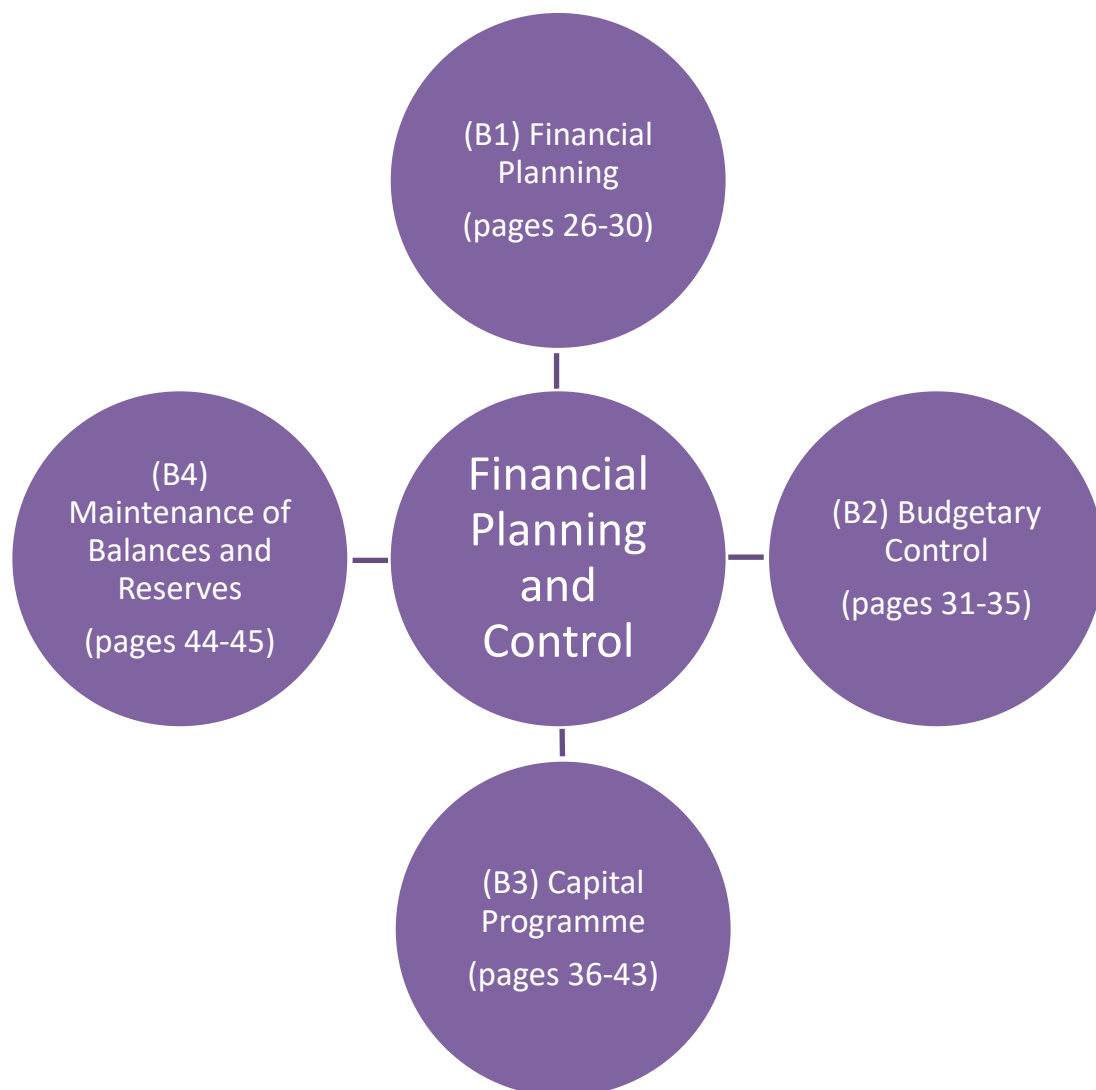 (B1) Financial
Planning
(pages 26-30)
(B4)
Maintenance of
Balances and
Reserves
(pages 44-45)
Financial
Planning
and
Control
(B2) Budgetary
Control
(pages 31-35)
(B3) Capital
Programme
(pages 36-43)